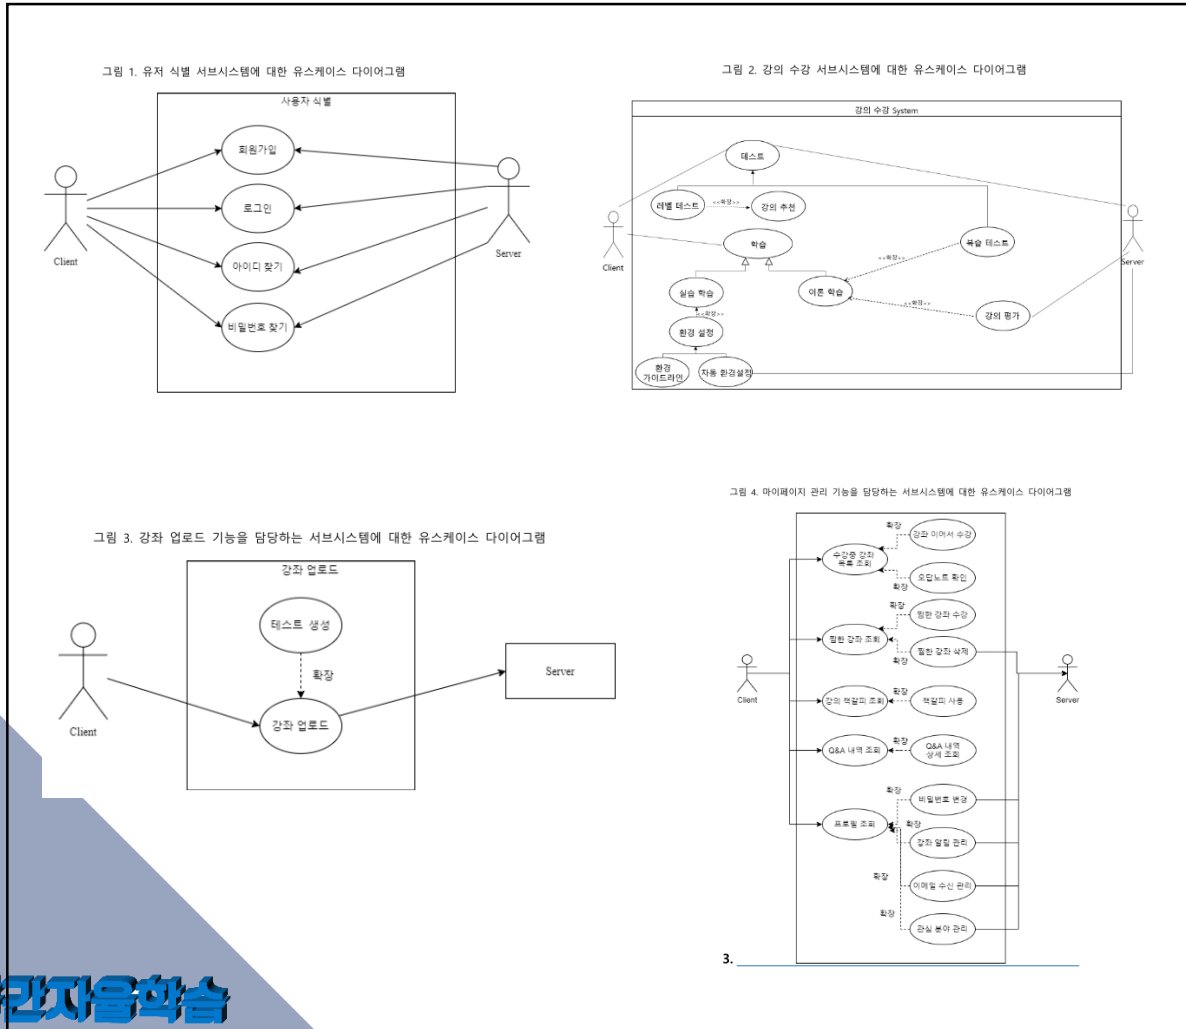 그림 1. 유저 식별 서브시스템에 대한 유스케이스 다이어그램
사용자 식별
회원가입
로그인
아이디 찾기
비밀번호 찾기
Client
Server
그림 2. 강의 수강 서브시스템에 대한 유스케이스 다이어그램
강의 수강 System
테스트
레벨 테스트
<<확장>>
강의 추천
학습
복습 테스트
<<확장>>
실습 학습
이론 학습
<<확장>>
<<확장>>
강의 평가
환경 설정
환경
가이드라인
자동 환경설정
Client
Server
그림 3. 강좌 업로드 기능을 담당하는 서브시스템에 대한 유스케이스 다이어그램
강좌 업로드
테스트 생성
확장
강좌 업로드
Client
Server
그림 4. 마이페이지 관리 기능을 담당하는 서브시스템에 대한 유스케이스 다이어그램
확장
강좌 이어서 수강
수강중 강좌
목록 조회
확장
오답노트 확인
확장
찜한 강좌 수강
찜한 강좌 조회
확장
찜한 강좌 삭제
강의 책갈피 조회
확장
책갈피 사용
Q&A 내역 조회
확장
Q&A 내역
상세 조회
확장
비밀번호 변경
프로필 조회
확장
강좌 알림 관리
확장
이메일 수신 관리
확장
관심 분야 관리
Client
Server
3.
간자율학습